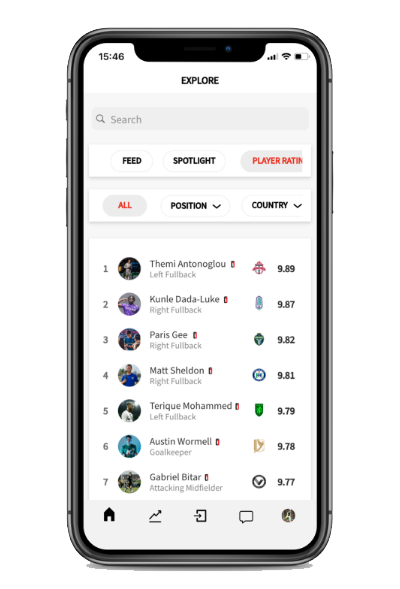 15:46
EXPLORE
Search
FEED SPOTLIGHT PLAYER RATIN
ALL POSITION COUNTRY
1 Themi Antonoglou 9.89
Left Fullback
2 Kunle Dada-Luke 9.87
Right Fullback
3 Paris Gee 9.82
Right Fullback
4 Matt Sheldon 9.81
Right Fullback
5 Terique Mohammed 9.79
Left Fullback
6 Austin Wormell 9.78
Goalkeeper
7 Gabriel Bitar 9.77
Attacking Midfielder